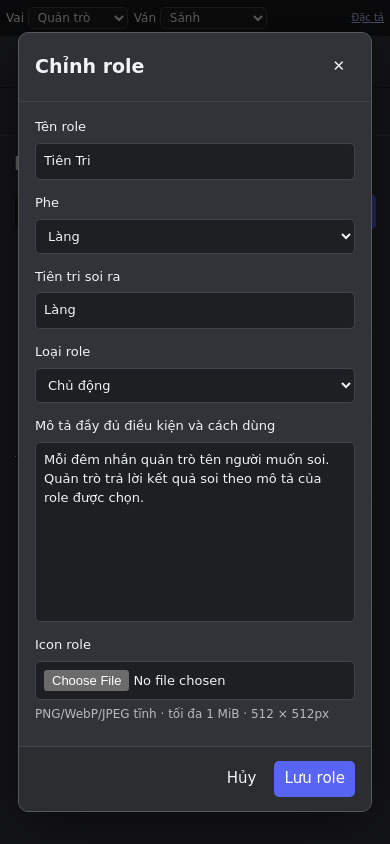 Vai Quản trò Ván Sảnh Đặc tả
Chỉnh role ×
Tên role
Tiên Tri
Phe
Làng
Tiên tri soi ra
Làng
Loại role
Chủ động
Mô tả đầy đủ điều kiện và cách dùng
Mỗi đêm nhắn quản trò tên người muốn soi.
Quản trò trả lời kết quả soi theo mô tả của
role được chọn.
Icon role
Choose File No file chosen
PNG/WebP/JPEG tĩnh · tối đa 1 MiB · 512 × 512px
Hủy Lưu role